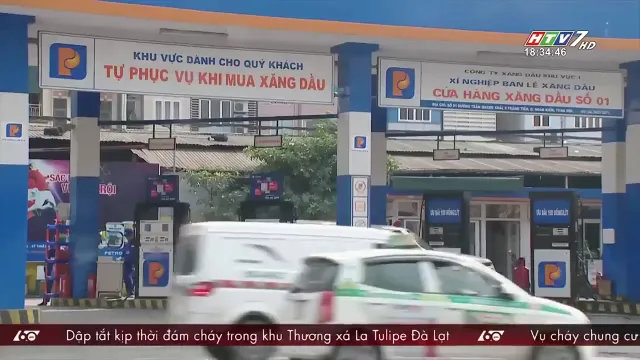 HTV7 HD
18:34:46
KHU VỰC DÀNH CHO QUÝ KHÁCH
TỰ PHỤC VỤ KHI MUA XĂNG DẦU
CÔNG TY XĂNG DẦU KHU VỰC I
XÍ NGHIỆP BÁN LẺ XĂNG DẦU
CỬA HÀNG XĂNG DẦU SỐ 01
Dập tắt kịp thời đám cháy trong khu Thương xá La Tulipe Đà Lạt
Vụ cháy chung cư